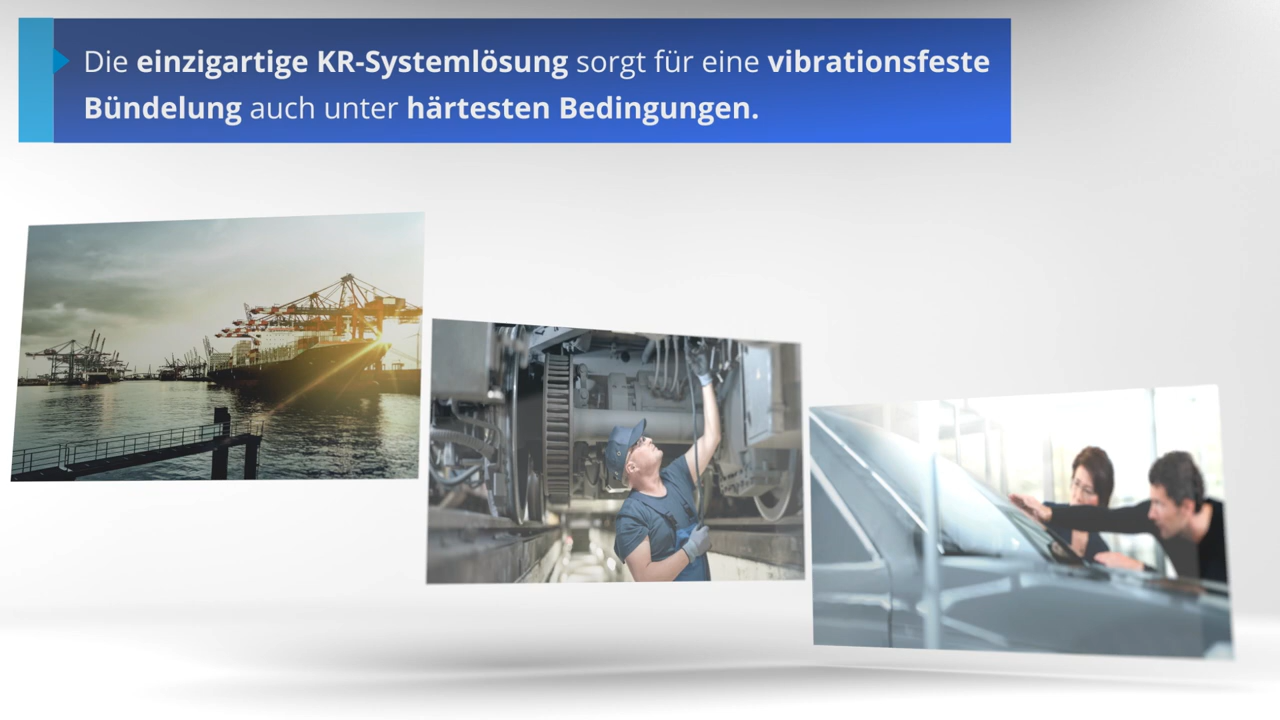 Die einzigartige KR-Systemlösung sorgt für eine vibrationsfeste
Bündelung auch unter härtesten Bedingungen.